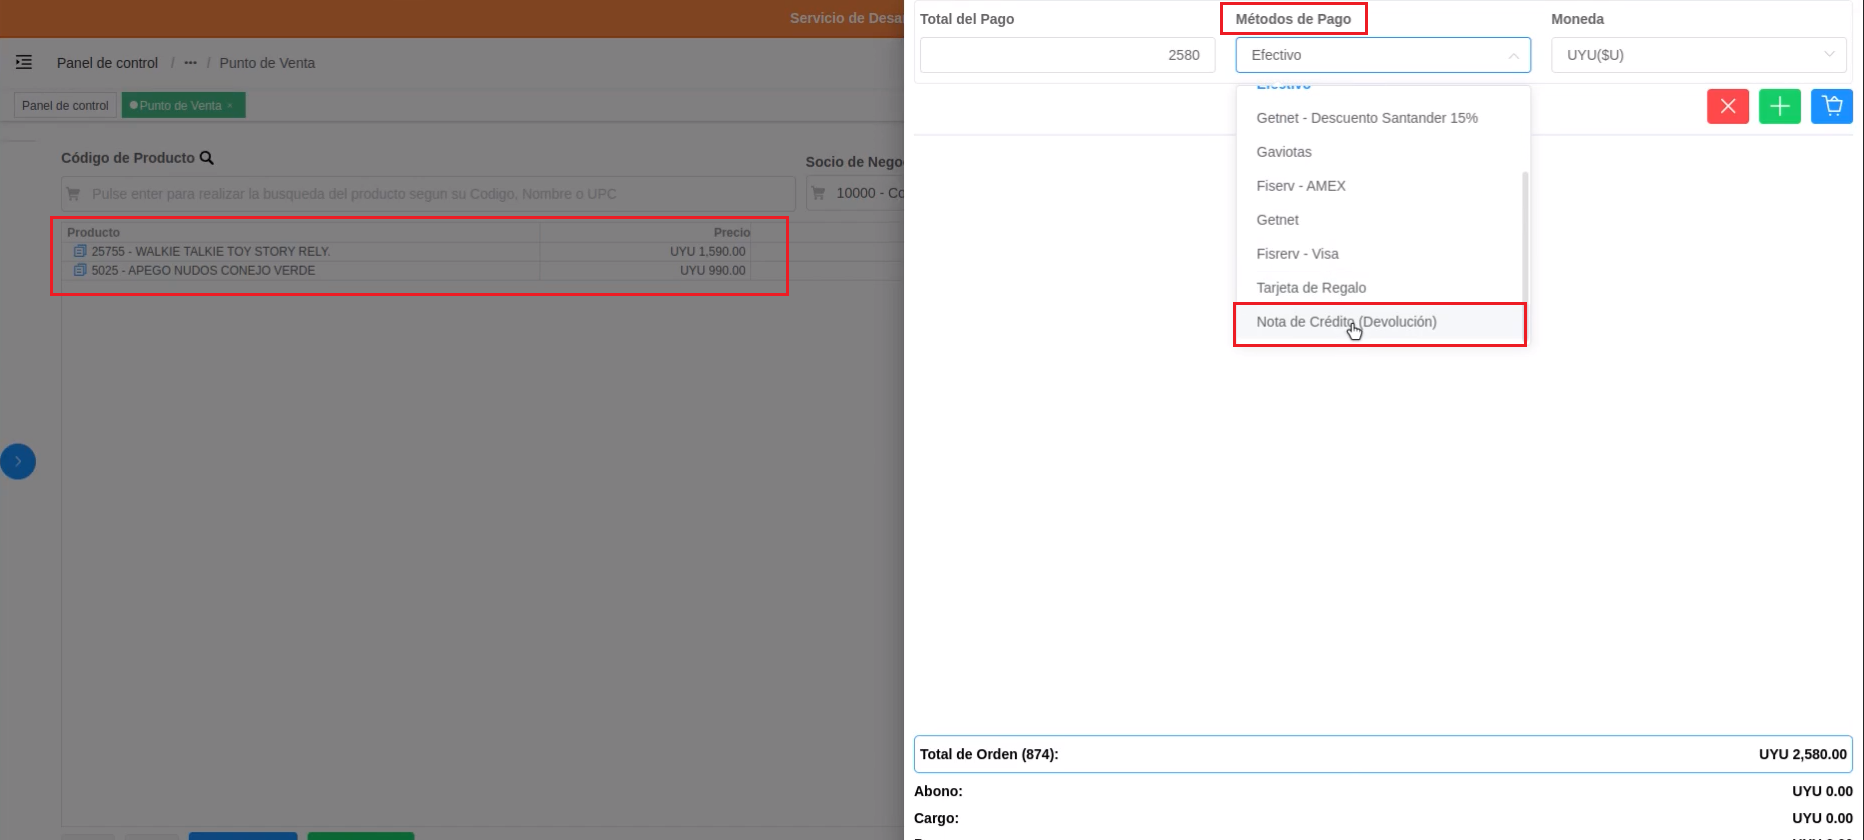 Servicio de Desa
Panel de control / ••• / Punto de Venta
Panel de control
Punto de Venta ×
Código de Producto
Pulse enter para realizar la busqueda del producto segun su Codigo, Nombre o UPC
Socio de Nego
10000 - Co
Producto Precio
25755 - WALKIE TALKIE TOY STORY RELY. UYU 1,590.00
5025 - APEGO NUDOS CONEJO VERDE UYU 990.00
Total del Pago
2580
Métodos de Pago
Efectivo
Moneda
UYU($U)
Efectivo
Getnet - Descuento Santander 15%
Gaviotas
Fiserv - AMEX
Getnet
Fisrerv - Visa
Tarjeta de Regalo
Nota de Crédito (Devolución)
Total de Orden (874): UYU 2,580.00
Abono: UYU 0.00
Cargo: UYU 0.00